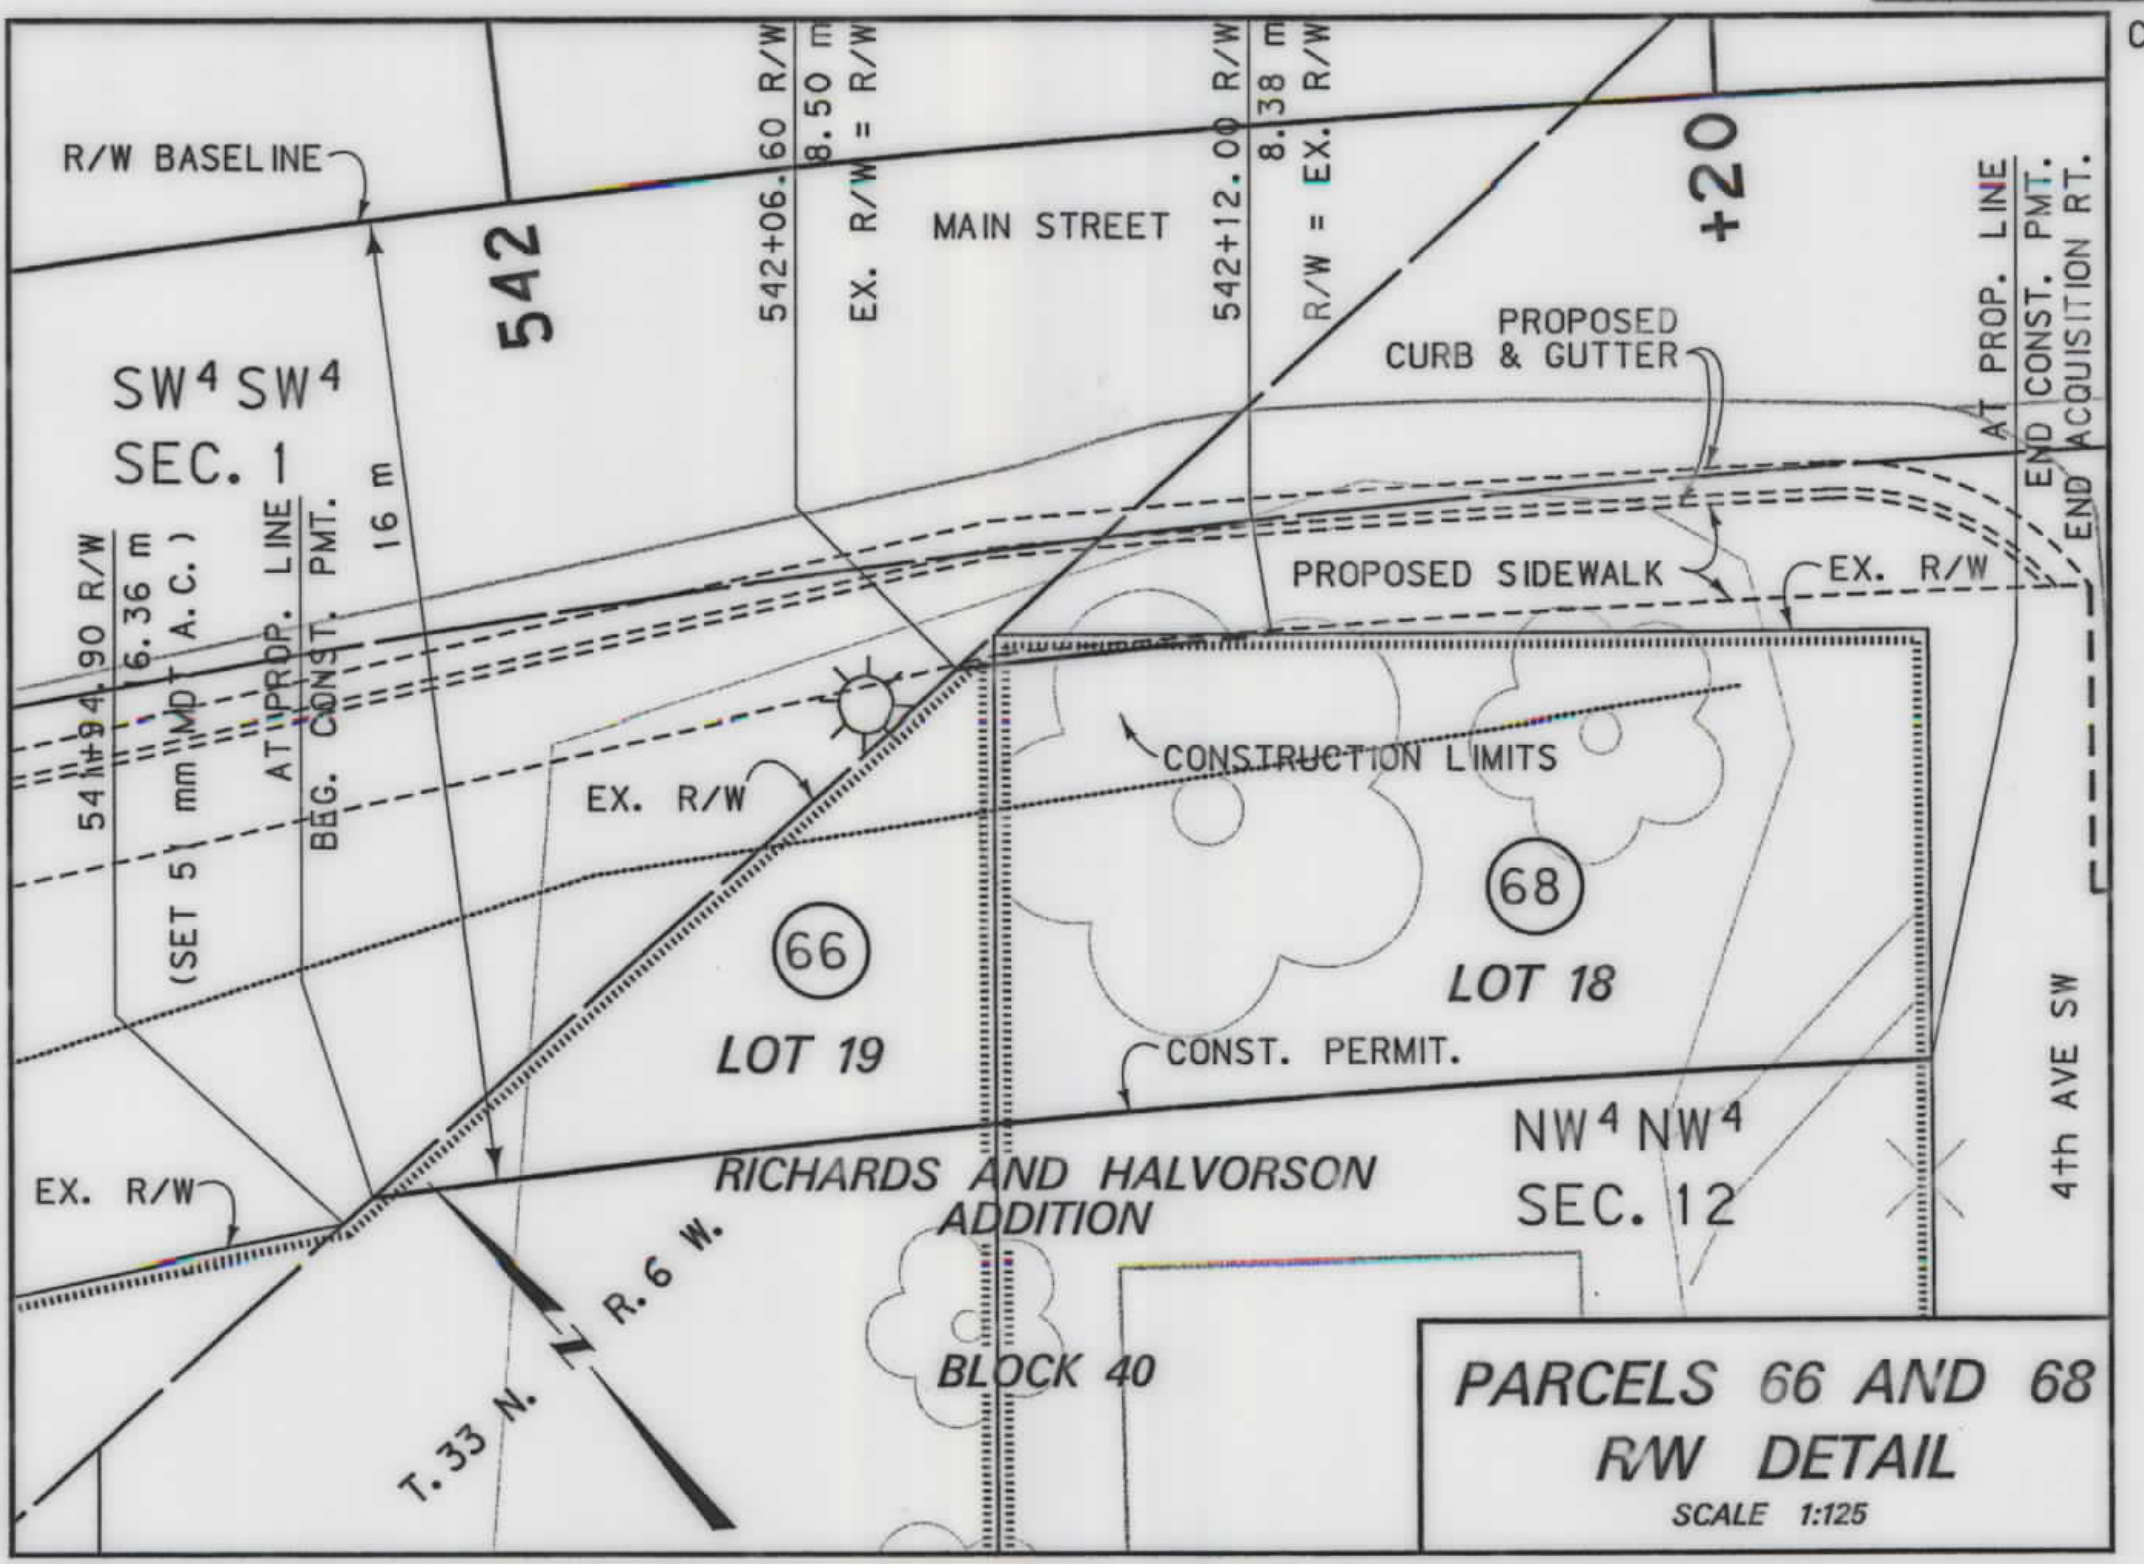 R/W BASELINE
542
542+06.60 R/W
8.50 m
EX. R/W = R/W
MAIN STREET
542+12.00 R/W
8.38 m
R/W = EX. R/W
+20
AT PROP. LINE
END CONST. PMT.
END ACQUISITION RT.
C
SW4 SW4
SEC. 1
16 m
PROPOSED
CURB & GUTTER
541+94.90 R/W
16.36 m
(SET 51 mm MDT A.C.)
AT PROP. LINE
BEG. CONST. PMT.
PROPOSED SIDEWALK
EX. R/W
EX. R/W
CONSTRUCTION LIMITS
66
LOT 19
68
LOT 18
CONST. PERMIT.
4th AVE SW
EX. R/W
RICHARDS AND HALVORSON
ADDITION
NW4 NW4
SEC. 12
R. 6 W.
T. 33 N.
Z
BLOCK 40
PARCELS 66 AND 68
R/W DETAIL
SCALE 1:125